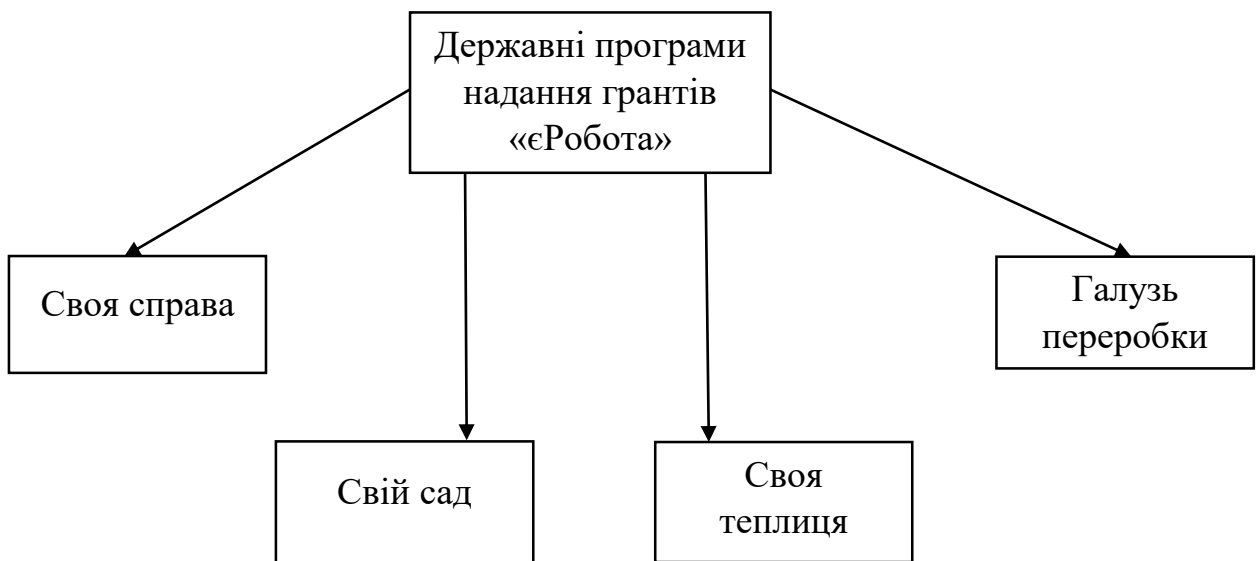 Державні програми
надання грантів
«єРобота»
Своя справа
Галузь
переробки
Свій сад
Своя
теплиця